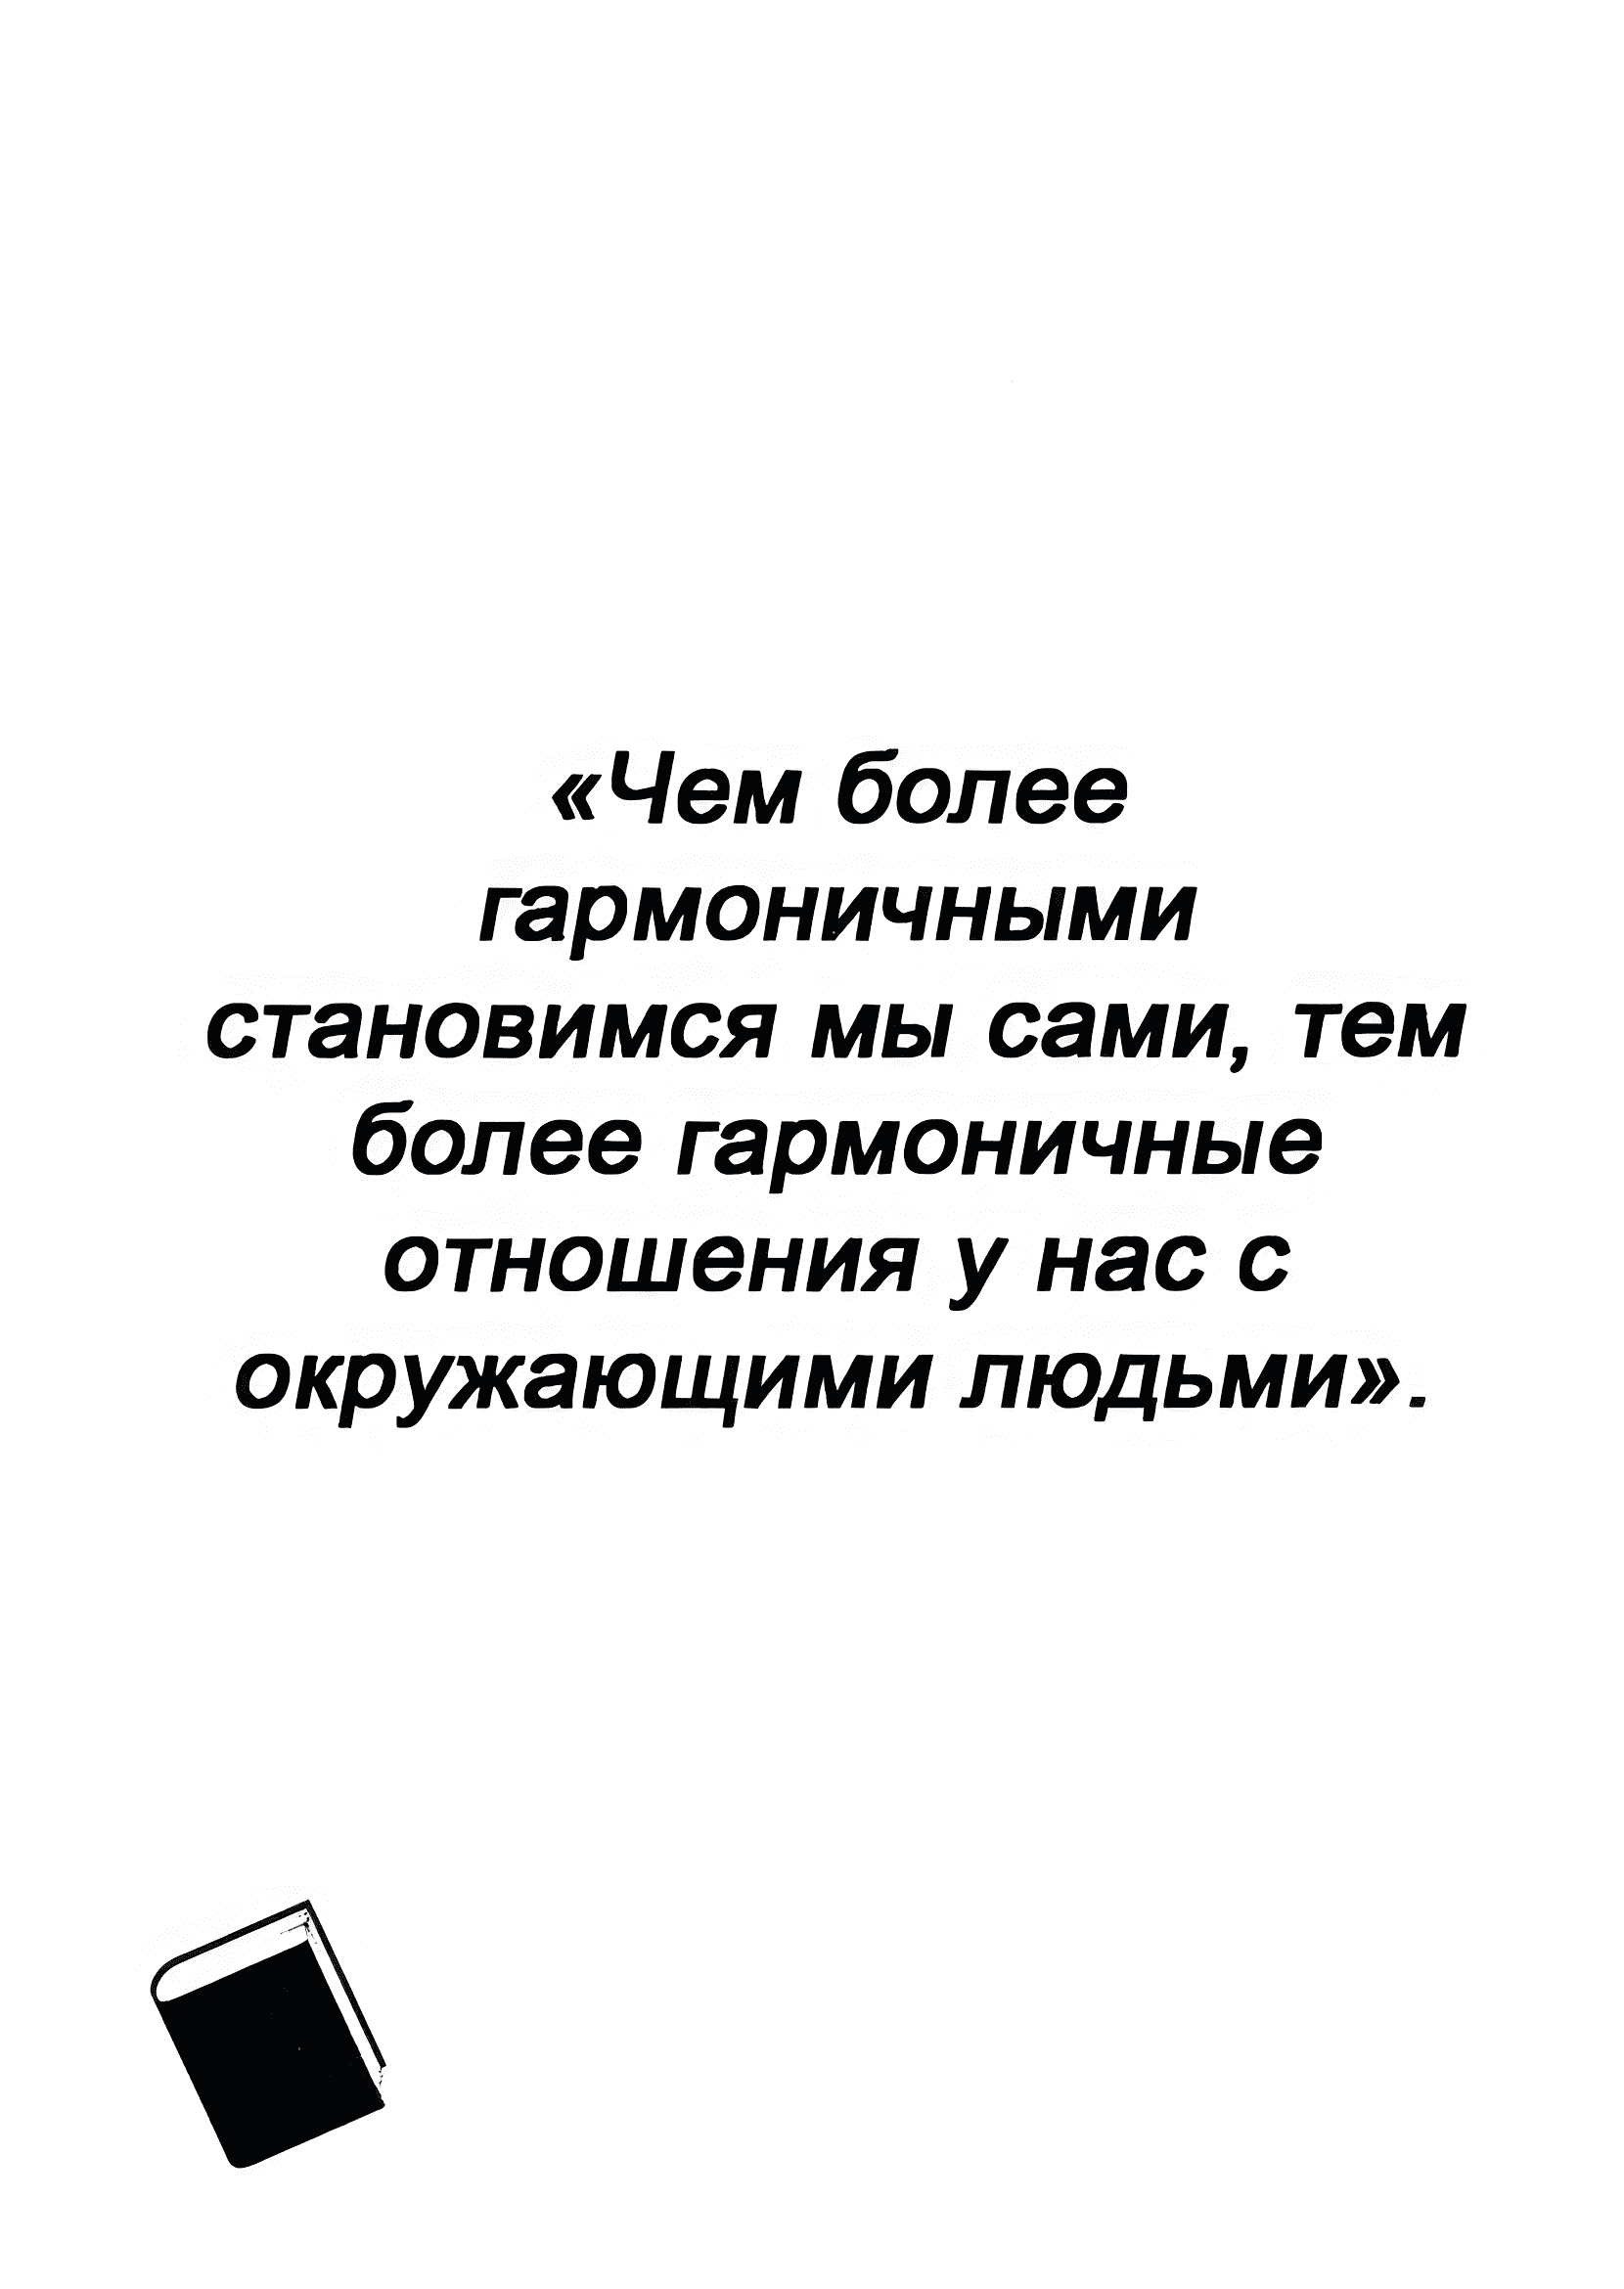 «Чем более
гармоничными
становимся мы сами, тем
более гармоничные
отношения у нас с
окружающими людьми».